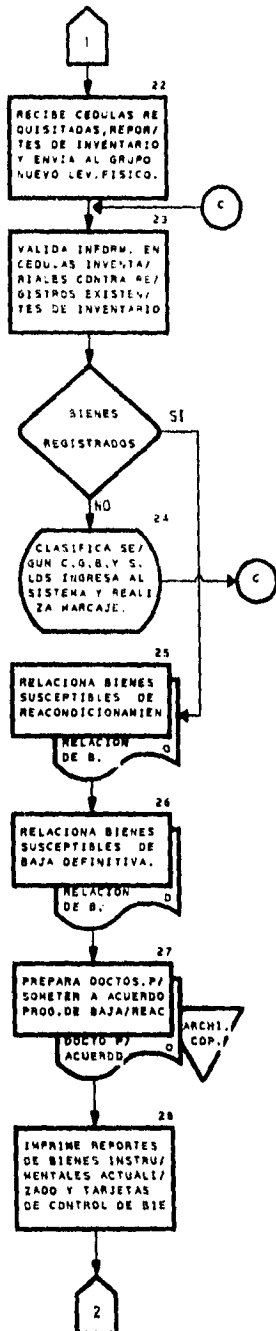 1
22
RECIBE CEDULAS RE
QUISITADAS,REPOR/
TES DE INVENTARIO
Y ENVIA AL GRUPO
NUEVO LEV.FISICO.
C
23
VALIDA INFORM. EN
CEDULAS INVENTA/
RIALES CONTRA RE/
GISTROS EXISTEN/
TES DE INVENTARIO
BIENES
REGISTRADOS
SI
NO
24
CLASIFICA SE/
GUN C.G.B.Y S.
LOS INGRESA AL
SISTEMA Y REALI
ZA MARCAJE.
C
25
RELACIONA BIENES
SUSCEPTIBLES DE
REACONDICIONAMIEN
RELACION
DE B.
O
26
RELACIONA BIENES
SUSCEPTIBLES DE
BAJA DEFINITIVA.
RELACION
DE B.
27
PREPARA DOCTOS.P/
SOMETER A ACUERDO
PROG.DE BAJA/REAC
DOCTO P/
ACUERDO
O
ARCHI.
COP.
28
IMPRIME REPORTES
DE BIENES INSTRU/
MENTALES ACTUALI/
ZADO Y TARJETAS
DE CONTROL DE BIE
2